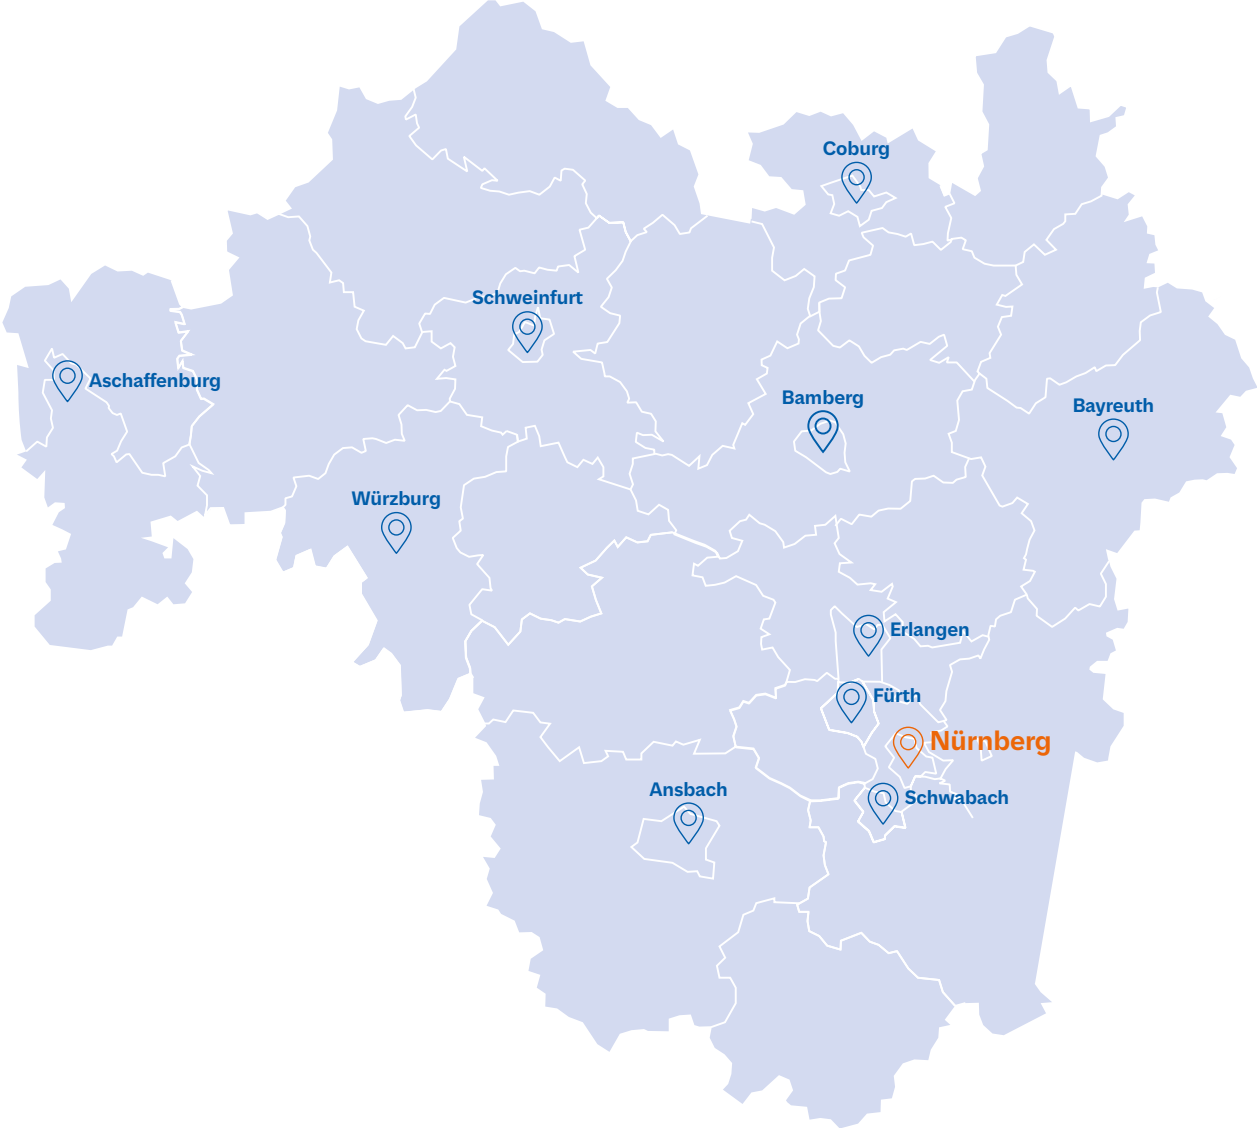 Coburg
Schweinfurt
Aschaffenburg
Bamberg
Bayreuth
Würzburg
Erlangen
Fürth
Nürnberg
Ansbach
Schwabach